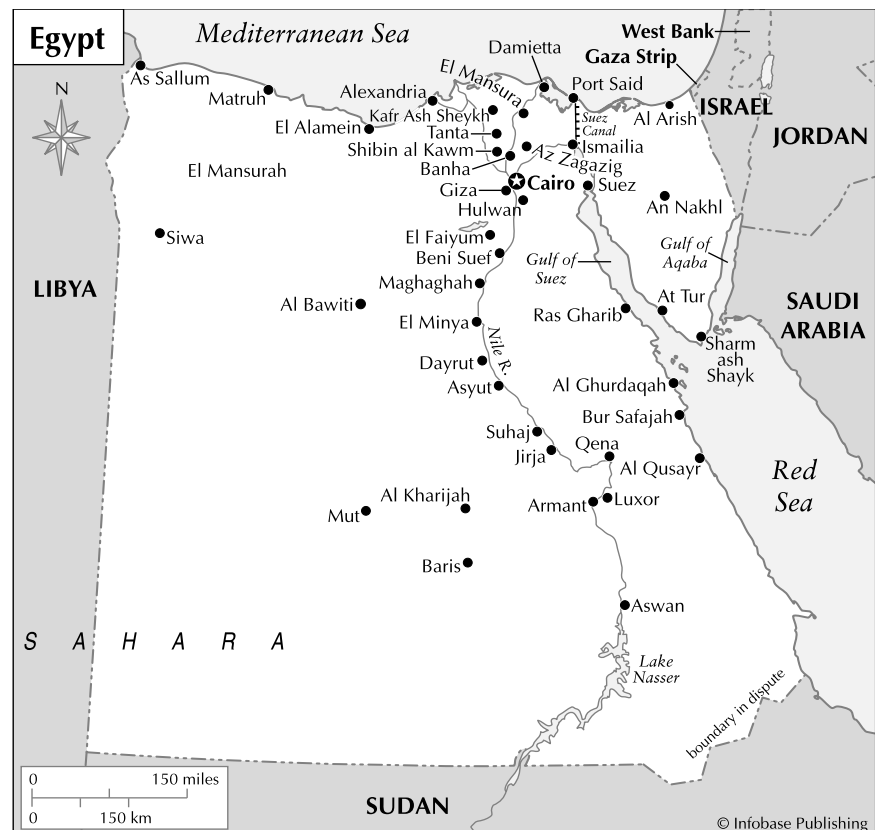 Egypt
Mediterranean Sea
West Bank
Gaza Strip
Damietta
As Sallum
Matruh
Alexandria
El Mansura
Port Said
ISRAEL
JORDAN
Kafr Ash Sheykh
El Alamein
Tanta
Suez
Canal
Al Arish
Shibin al Kawm
Ismailia
Az Zagazig
Banha
El Mansurah
N
Giza
Cairo
Suez
Hulwan
An Nakhl
Siwa
El Faiyum
Beni Suef
Gulf of
Suez
Gulf of
Aqaba
LIBYA
Maghaghah
Al Bawiti
At Tur
SAUDI
ARABIA
El Minya
Ras Gharib
Nile R.
Sharm
ash
Shayk
Dayrut
Asyut
Al Ghurdaqah
Bur Safajah
Suhaj
Jirja
Qena
Al Qusayr
Red
Sea
Al Kharijah
Mut
Armant
Luxor
Baris
Aswan
SAHARA
Lake
Nasser
boundary in dispute
0 150 miles
0 150 km
SUDAN
© Infobase Publishing